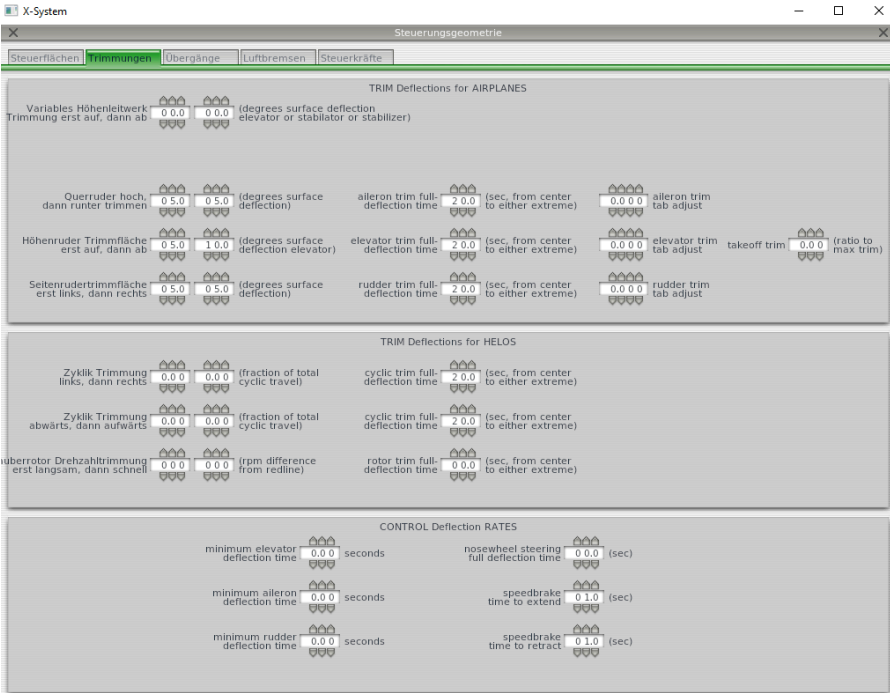 X-System
Steuerungsgeometrie
Steuerflächen Trimmungen Übergänge Luftbremsen Steuerkräfte
TRIM Deflections for AIRPLANES
Variables Höhenleitwerk
Trimmung erst auf, dann ab
0 0.0 0 0.0
(degrees surface deflection
elevator or stabilator or stabilizer)
Querruder hoch,
dann runter trimmen
0 5.0 0 5.0
(degrees surface
deflection)
aileron trim full-
deflection time
2 0.0
(sec, from center
to either extreme)
0.0 0 0
aileron trim
tab adjust
Höhenruder Trimmfläche
erst auf, dann ab
0 5.0 1 0.0
(degrees surface
deflection elevator)
elevator trim full-
deflection time
2 0.0
(sec, from center
to either extreme)
0.0 0 0
elevator trim
tab adjust
takeoff trim
0.0 0
(ratio to
max trim)
Seitenrudertrimmfläche
erst links, dann rechts
0 5.0 0 5.0
(degrees surface
deflection)
rudder trim full-
deflection time
2 0.0
(sec, from center
to either extreme)
0.0 0 0
rudder trim
tab adjust
TRIM Deflections for HELOS
Zyklik Trimmung
links, dann rechts
0.0 0 0.0 0
(fraction of total
cyclic travel)
cyclic trim full-
deflection time
2 0.0
(sec, from center
to either extreme)
Zyklik Trimmung
abwärts, dann aufwärts
0.0 0 0.0 0
(fraction of total
cyclic travel)
cyclic trim full-
deflection time
2 0.0
(sec, from center
to either extreme)
uberrotor Drehzahltrimmung
erst langsam, dann schnell
0 0 0 0 0 0
(rpm difference
from redline)
rotor trim full-
deflection time
0 0.0
(sec, from center
to either extreme)
CONTROL Deflection RATES
minimum elevator
deflection time
0.0 0
seconds
nosewheel steering
full deflection time
0 0.0
(sec)
minimum aileron
deflection time
0.0 0
seconds
speedbrake
time to extend
0 1.0
(sec)
minimum rudder
deflection time
0.0 0
seconds
speedbrake
time to retract
0 1.0
(sec)